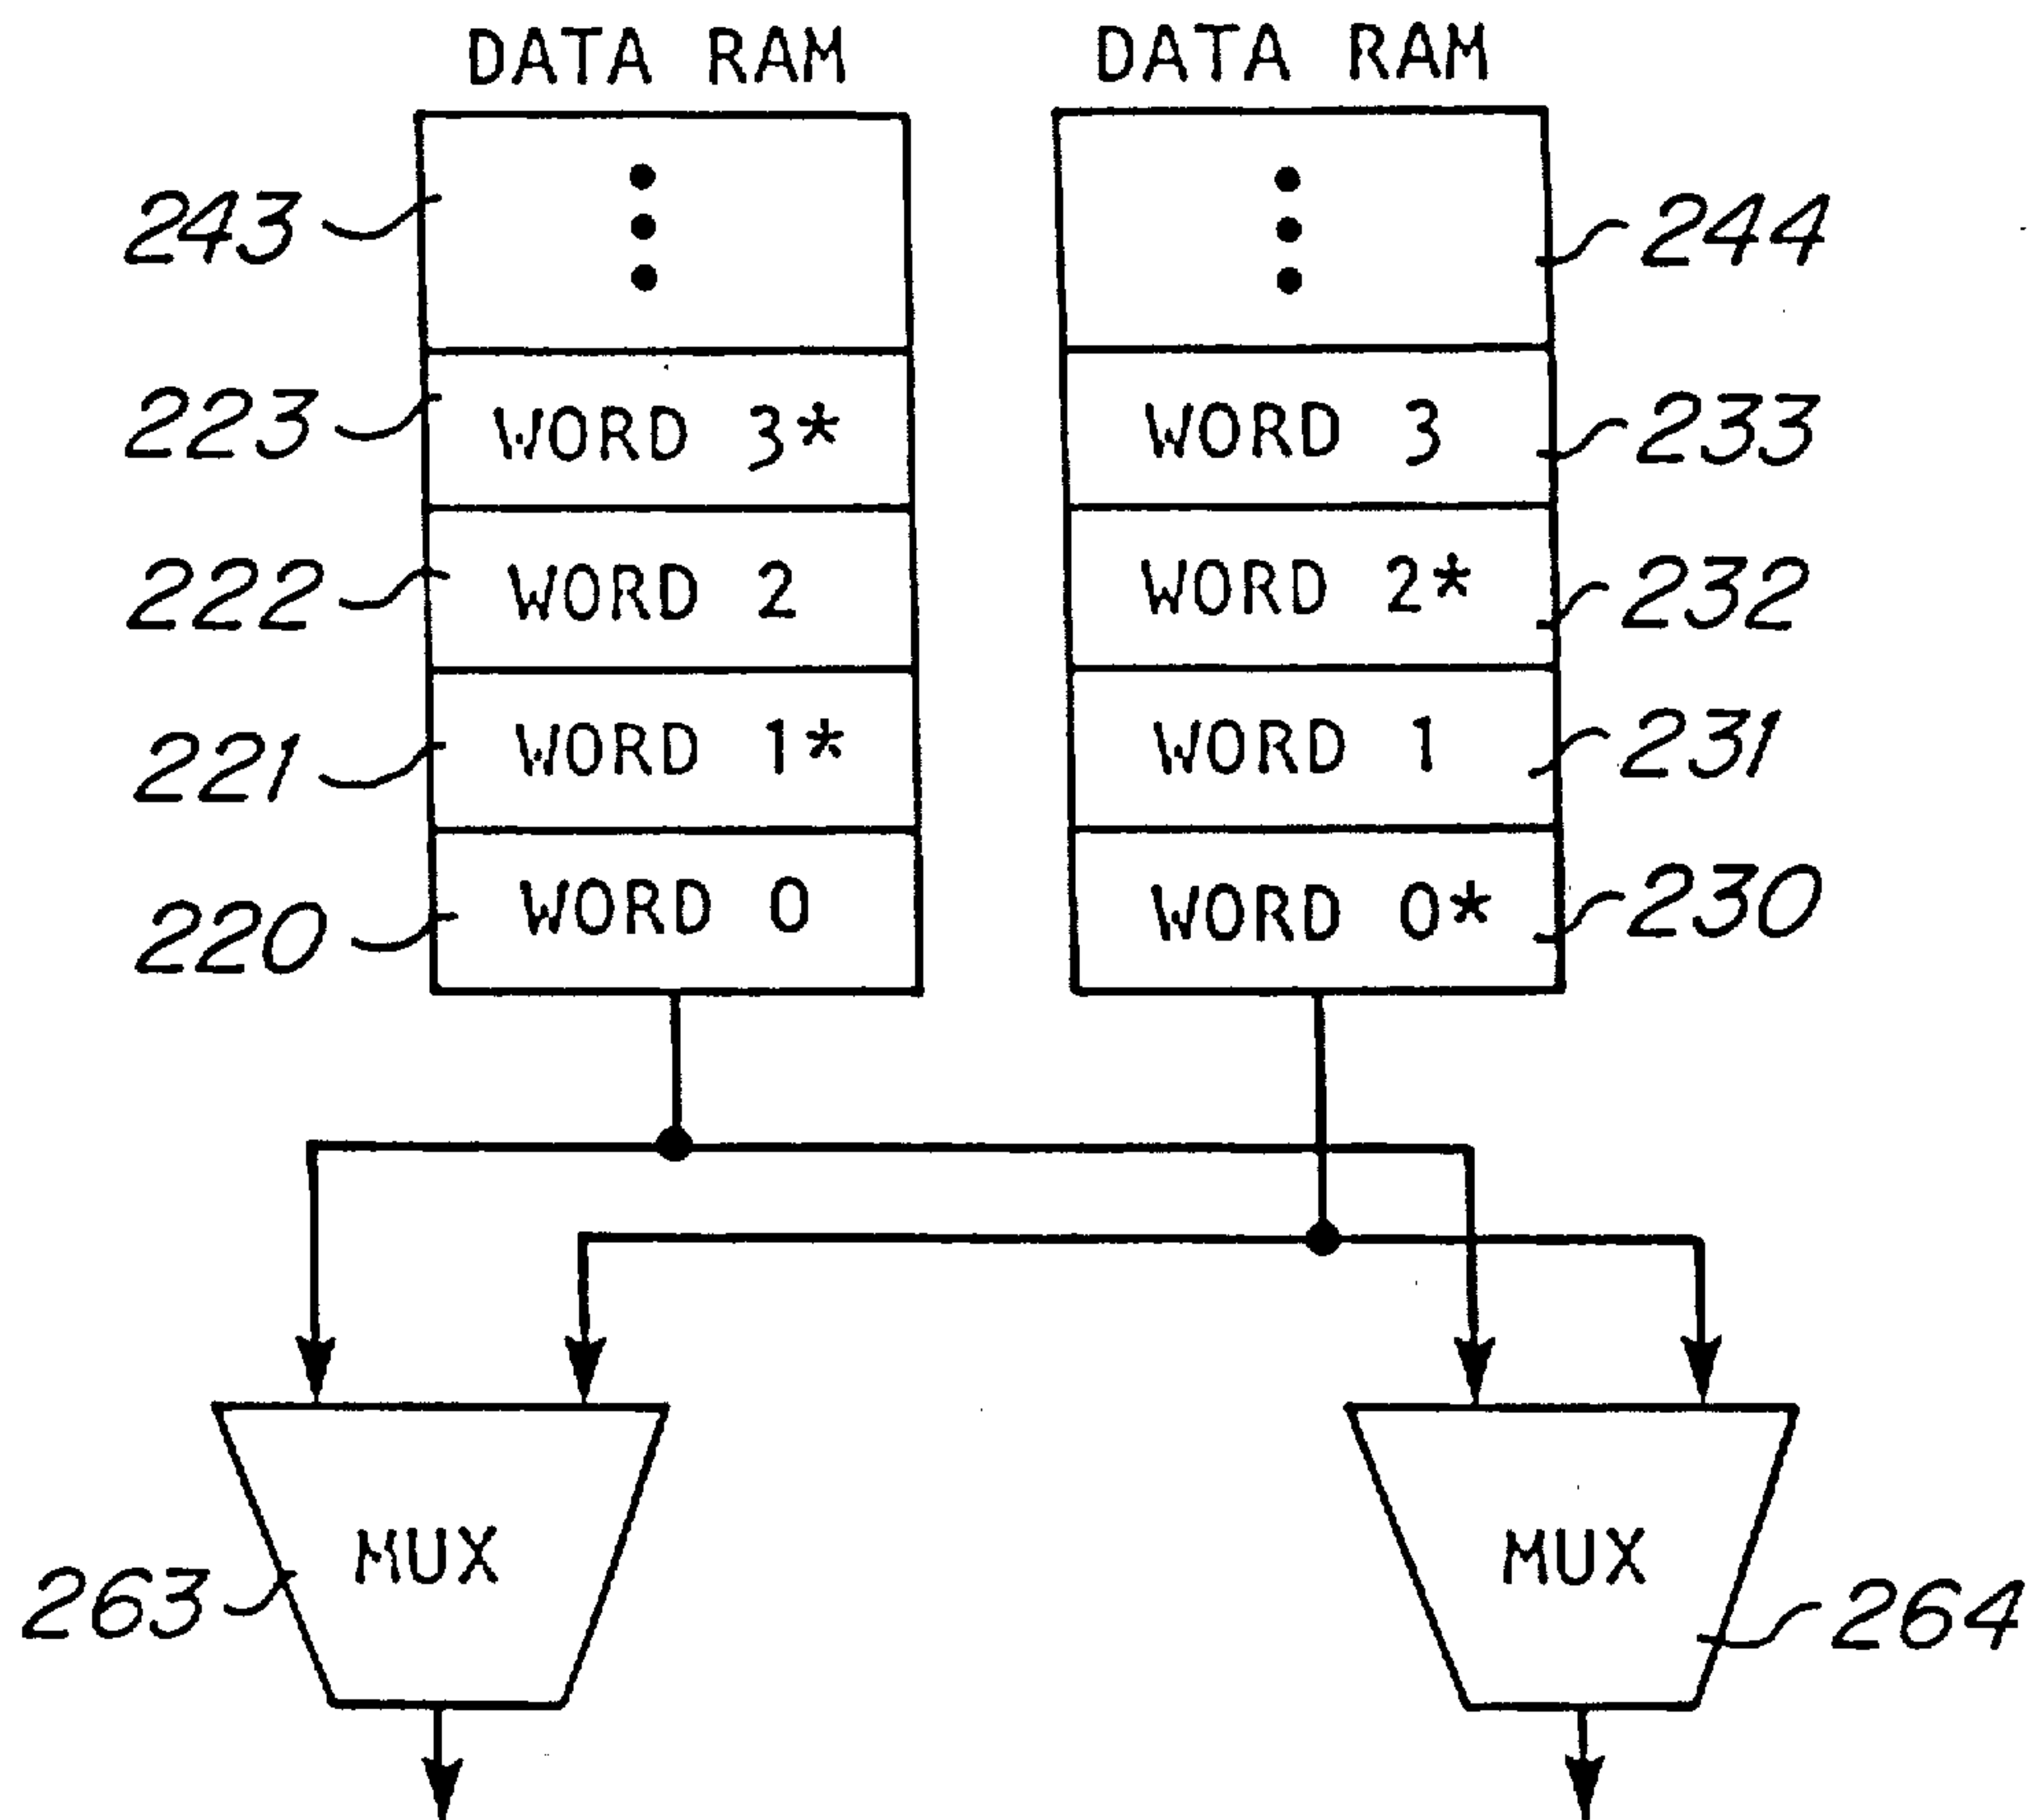 DATA RAM DATA RAM
243 244
223 WORD 3* WORD 3 233
222 WORD 2 WORD 2* 232
221 WORD 1* WORD 1 231
220 WORD 0 WORD 0* 230
MUX MUX
263 264